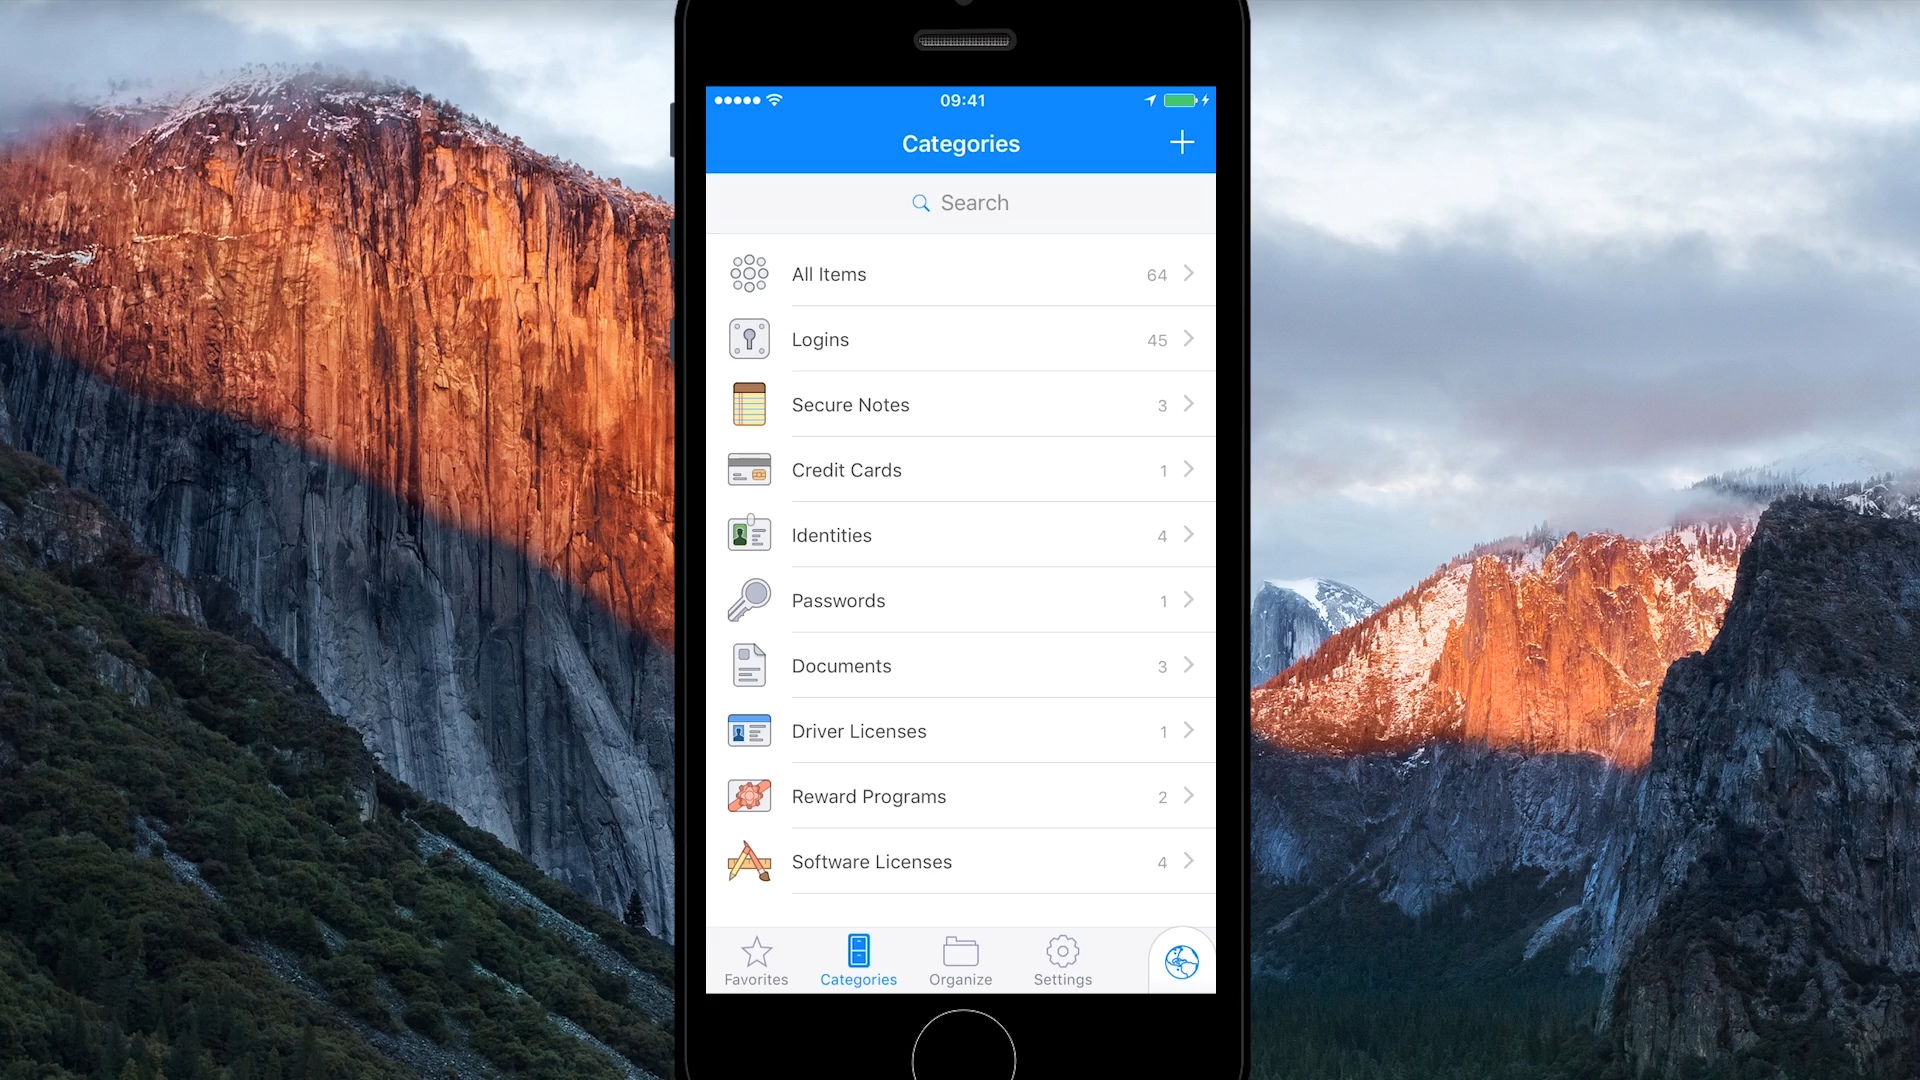 09:41
Categories
Search
All Items 64
Logins 45
Secure Notes 3
Credit Cards 1
Identities 4
Passwords 1
Documents 3
Driver Licenses 1
Reward Programs 2
Software Licenses 4
Favorites Categories Organize Settings